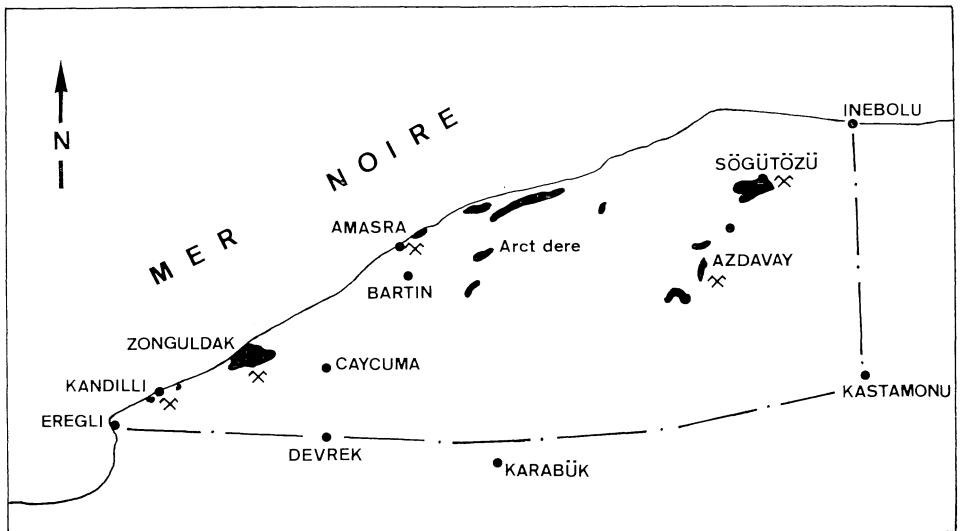 N
MER NOIRE
INEBOLU
SÖGÜTÖZÜ
AMASRA
Arct dere
AZDAVAY
BARTIN
ZONGULDAK
CAYCUMA
KANDILLI
KASTAMONU
EREGLI
DEVREK
KARABÜK